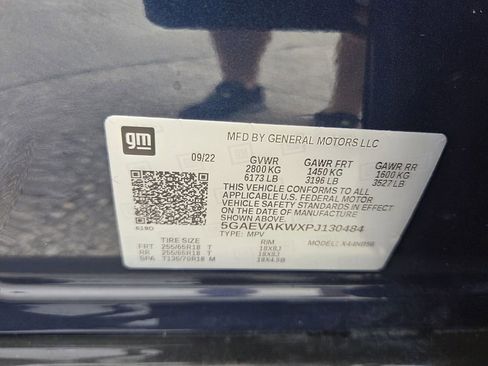 gm
MFD BY GENERAL MOTORS LLC
09/22 GVWR GAWR FRT GAWR RR
2800 KG 1450 KG 1600 KG
6173 LB 3196 LB 3527 LB
THIS VEHICLE CONFORMS TO ALL APPLICABLE
U.S. FEDERAL MOTOR
VEHICLE SAFETY STANDARDS IN EFFECT ON THE
DATE OF MANUFACTURE SHOWN ABOVE.
5GAEVAKWXPJ130484
TYPE: MPV
TIRE SIZE RIM MODEL:
FRT 255/65R18 T 18X8J
RR 255/65R18 T 18X8J
SPA T135/70R18 M 18X4.5B